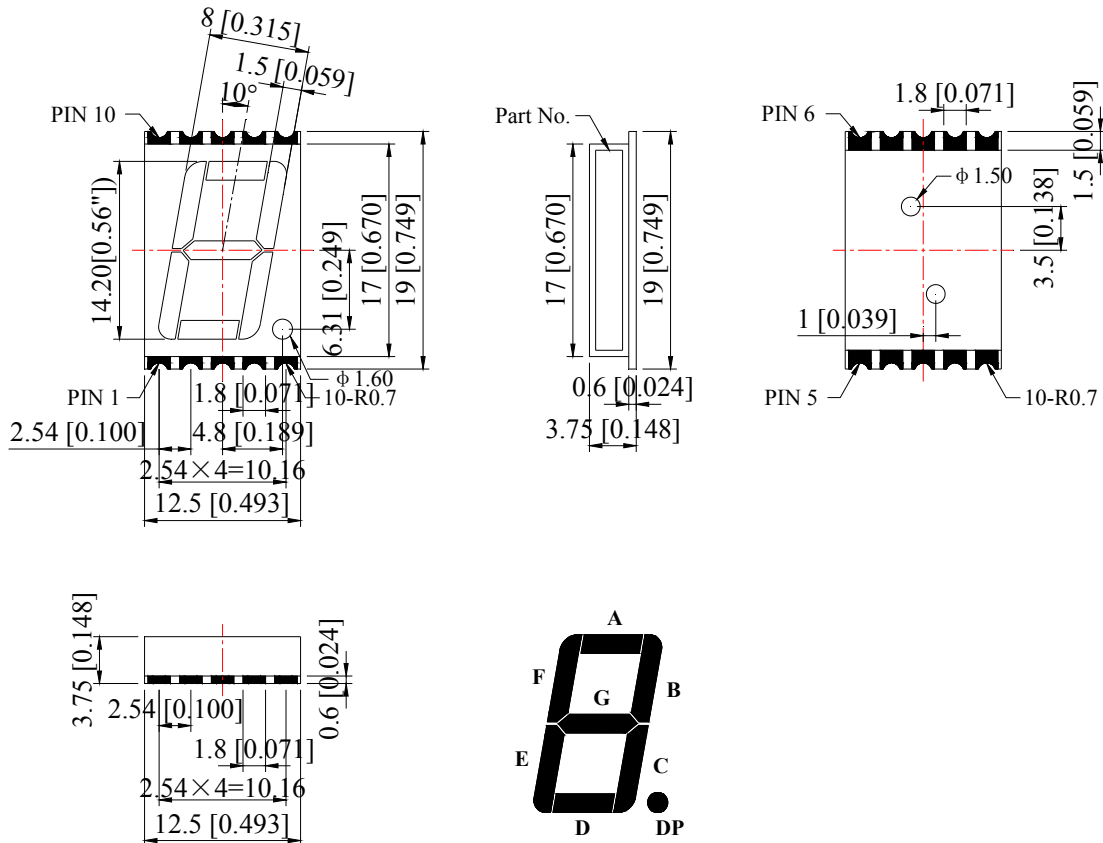 8 [0.315]
1.5 [0.059]
10°
PIN 10
14.20[0.56"])
6.31 [0.249]
17 [0.670]
19 [0.749]
ϕ 1.60
PIN 1
1.8 [0.071]
10-R0.7
2.54 [0.100]
4.8 [0.189]
2.54×4=10.16
12.5 [0.493]
Part No.
17 [0.670]
19 [0.749]
0.6 [0.024]
3.75 [0.148]
PIN 6
1.8 [0.071]
1.5 [0.059]
ϕ 1.50
3.5 [0.138]
1 [0.039]
PIN 5
10-R0.7
3.75 [0.148]
0.6 [0.024]
2.54 [0.100]
1.8 [0.071]
2.54×4=10.16
12.5 [0.493]
A
F
B
G
E
C
D
DP